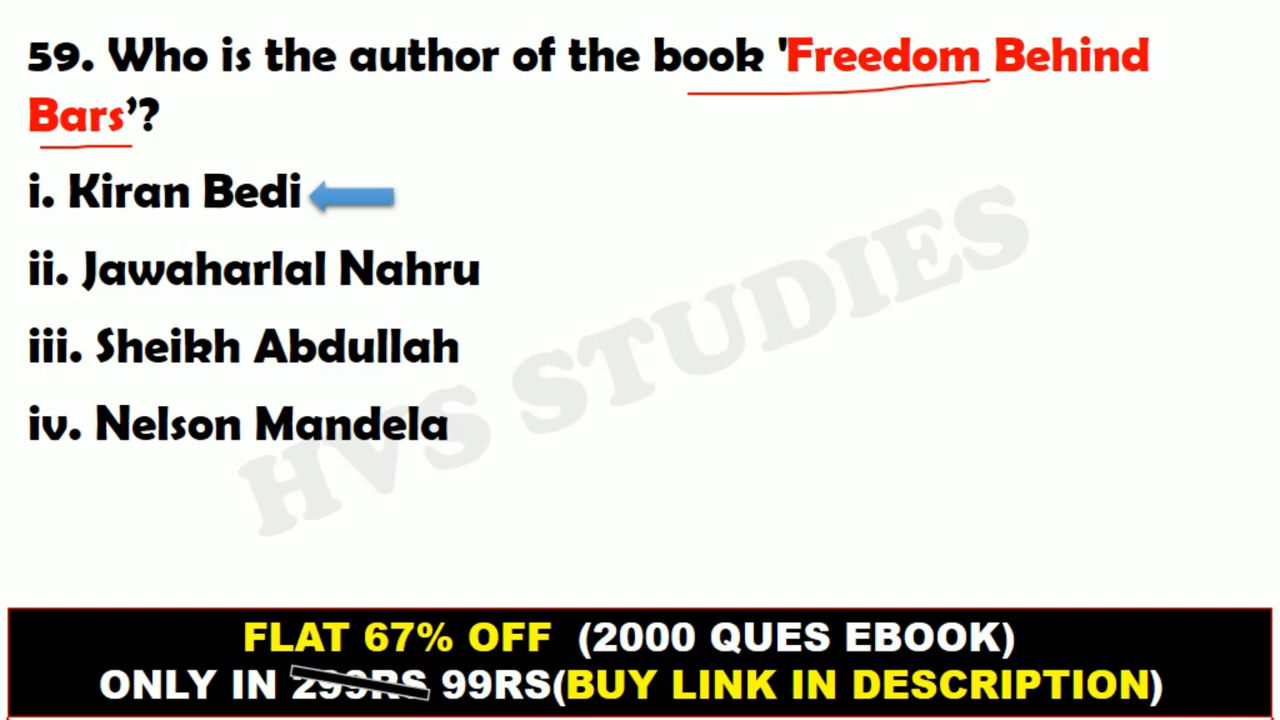 59. Who is the author of the book 'Freedom Behind
Bars’?
i. Kiran Bedi
ii. Jawaharlal Nahru
iii. Sheikh Abdullah
iv. Nelson Mandela
HVS STUDIES
FLAT 67% OFF (2000 QUES EBOOK)
ONLY IN 299RS 99RS(BUY LINK IN DESCRIPTION)